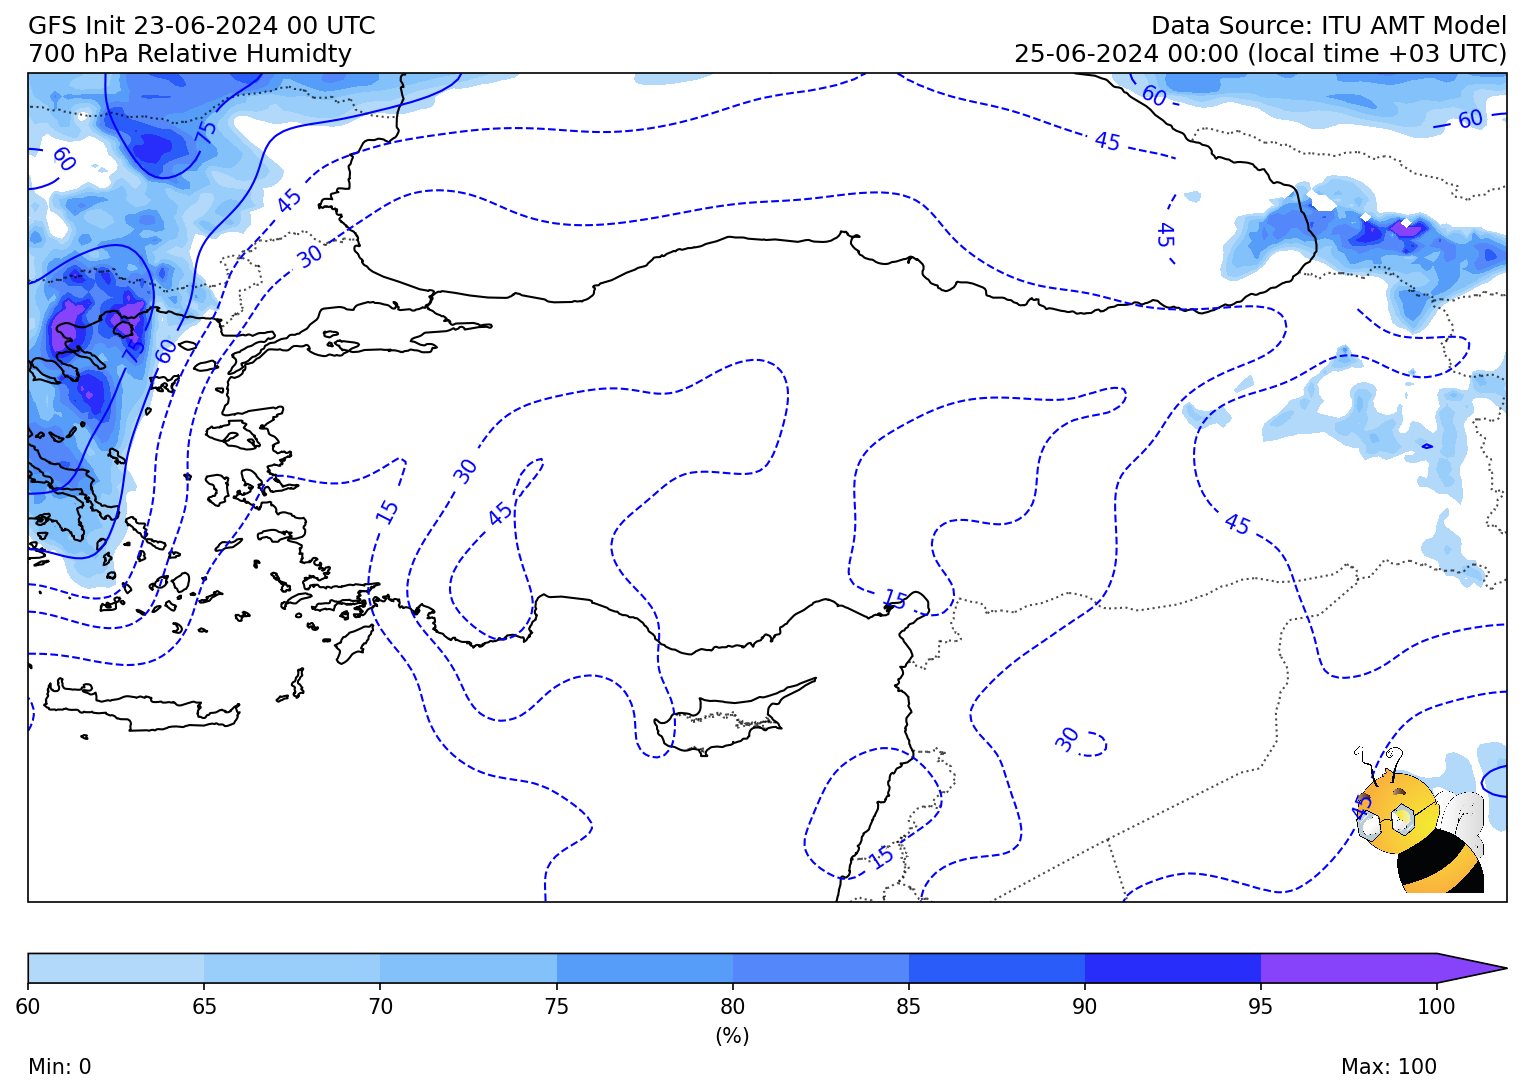 GFS Init 23-06-2024 00 UTC
Data Source: ITU AMT Model
700 hPa Relative Humidty
25-06-2024 00:00 (local time +03 UTC)
60
60
75
45
60
45
45
30
75
60
30
15
45
45
15
30
45
15
60 65 70 75 80 85 90 95 100
(%)
Min: 0
Max: 100